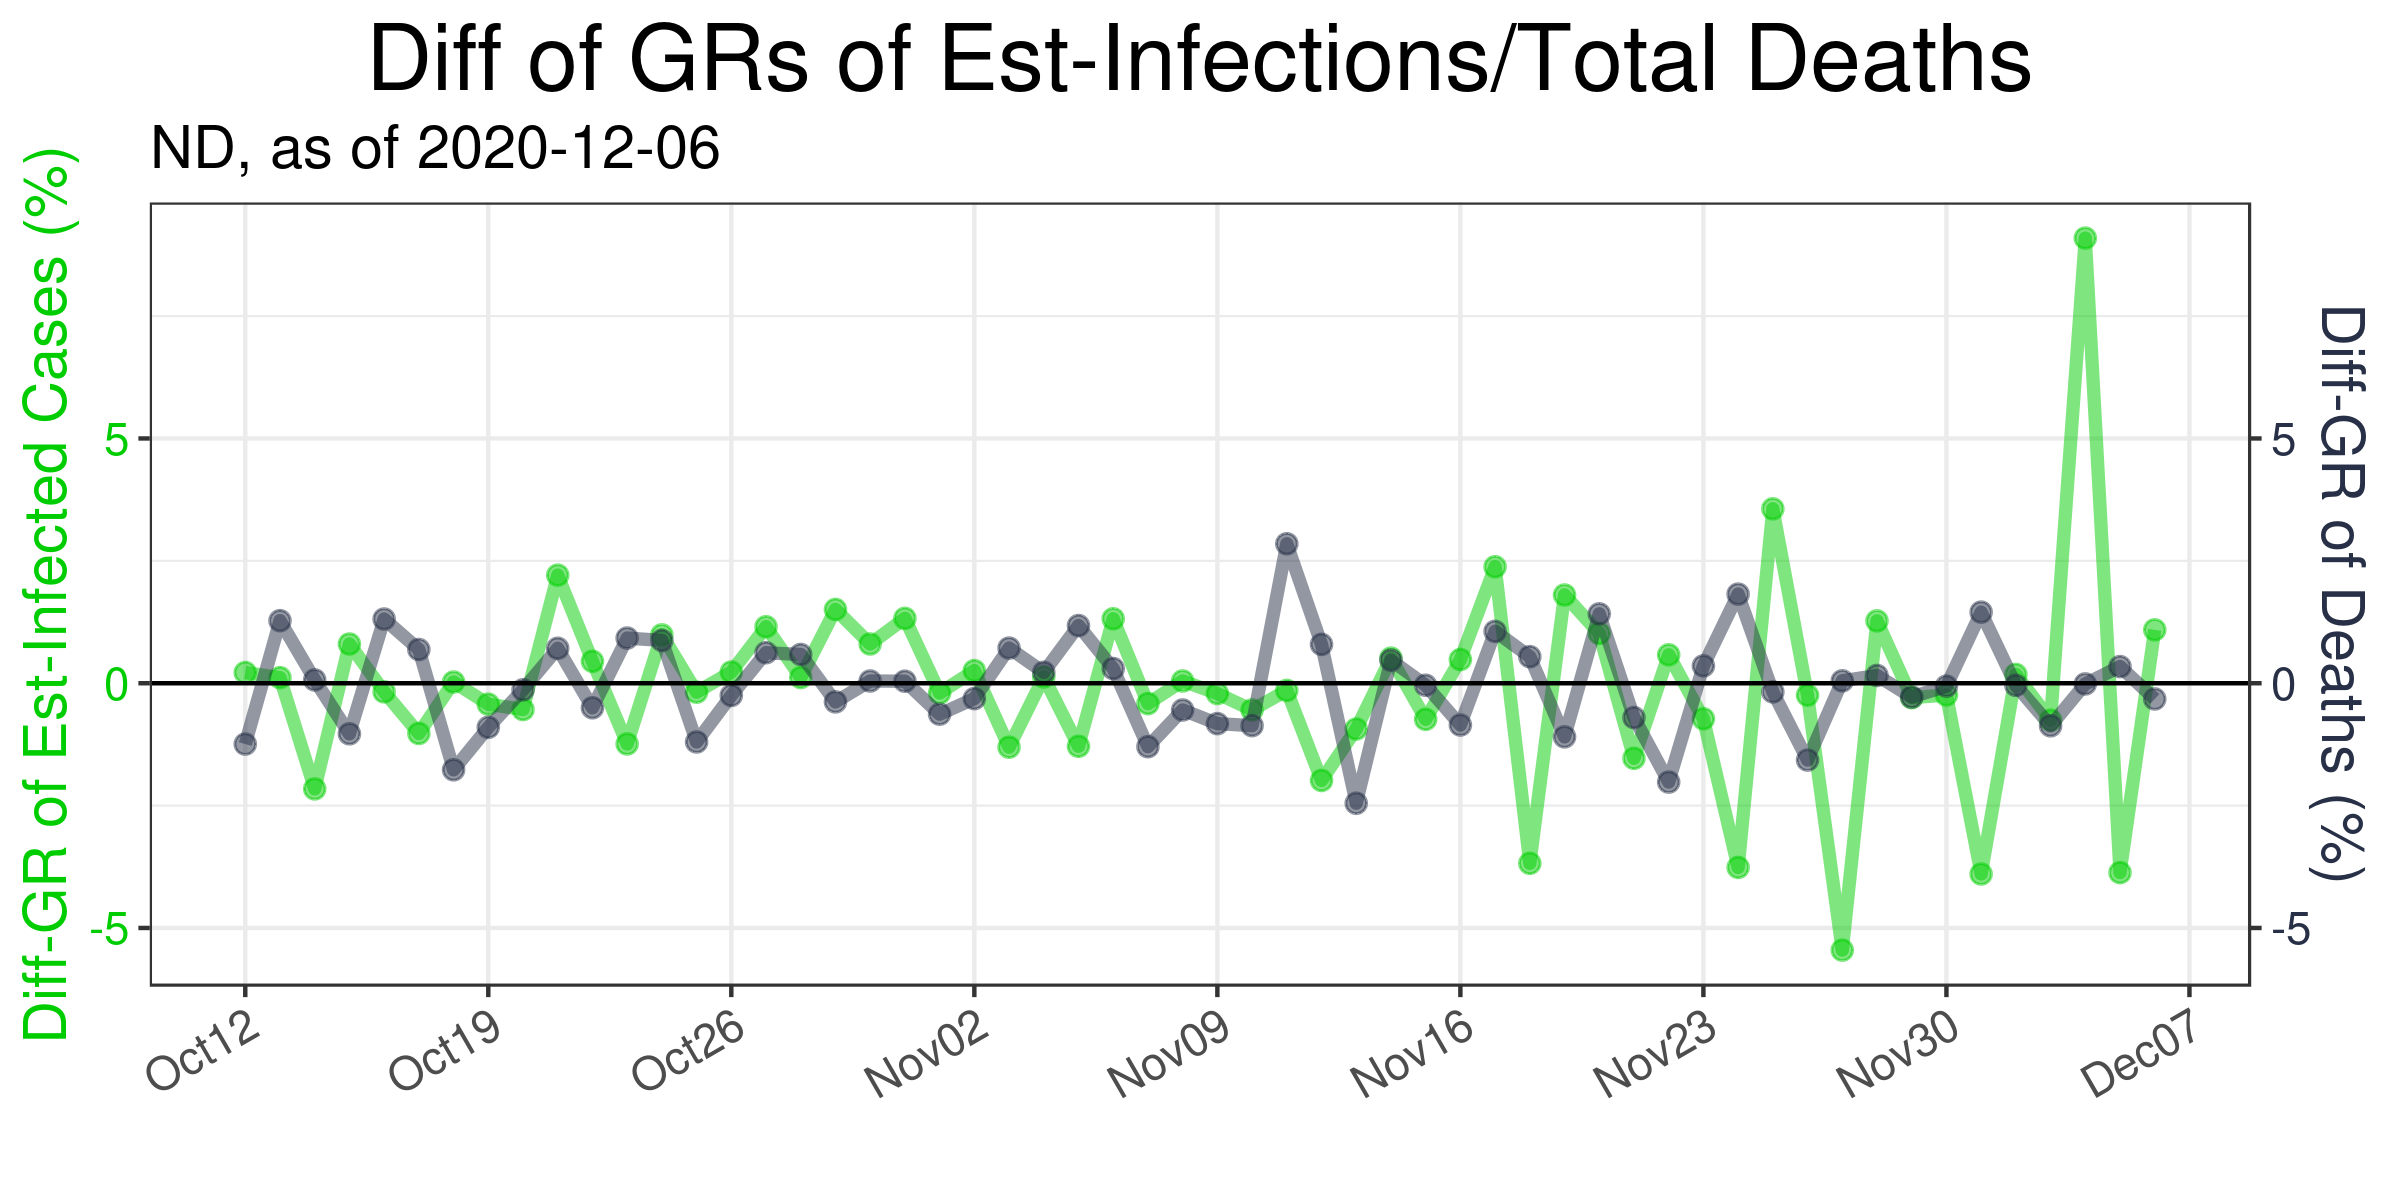 Diff of GRs of Est-Infections/Total Deaths
ND, as of 2020-12-06
Diff-GR of Est-Infected Cases (%)
5
0
-5
5
0
-5
Diff-GR of Deaths (%)
Oct12
Oct19
Oct26
Nov02
Nov09
Nov16
Nov23
Nov30
Dec07